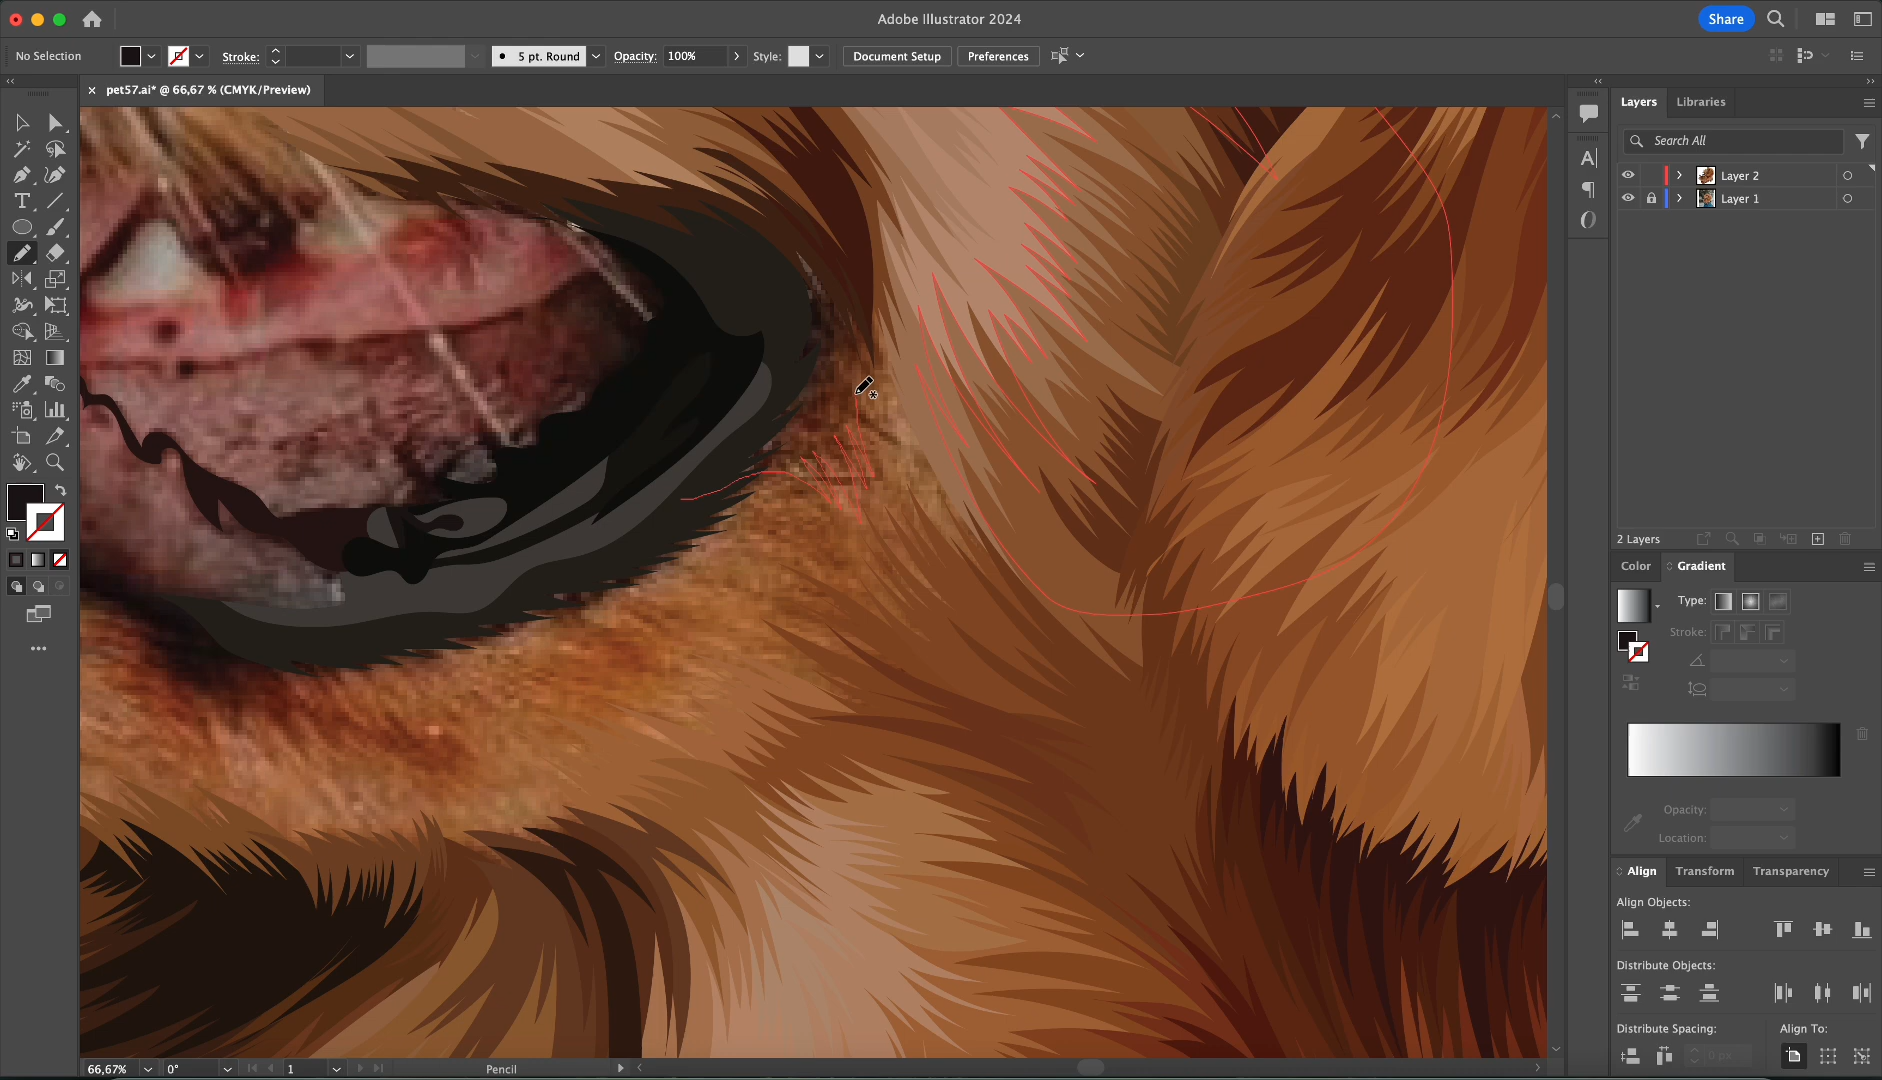 Adobe Illustrator 2024
Share
No Selection
Stroke:
5 pt. Round
Opacity: 100%
Style:
Document Setup
Preferences
pet57.ai* @ 66,67 % (CMYK/Preview)
Layers
Libraries
Search All
Layer 2
Layer 1
2 Layers
Color
Gradient
Type:
Stroke:
Opacity:
Location:
Align
Transform
Transparency
Align Objects:
Distribute Objects:
Distribute Spacing:
Align To:
0 px
66,67%
0°
1
Pencil